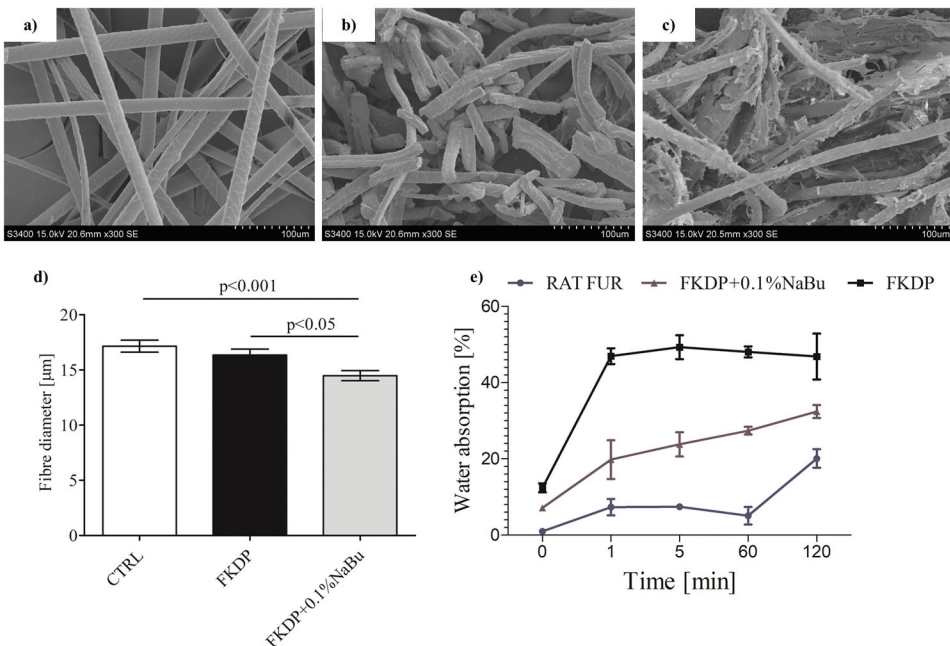 a)
b)
c)
S3400 15.0kV 20.6mm x300 SE
100um
S3400 15.0kV 20.6mm x300 SE
100um
S3400 15.0kV 20.5mm x300 SE
100um
d)
p<0.001
p<0.05
20
15
10
5
0
Fibre diameter [µm]
CTRL
FKDP
FKDP+0.1%NaBu
e)
RAT FUR
FKDP+0.1%NaBu
FKDP
60
40
20
0
Water absorption [%]
0 1 5 60 120
Time [min]